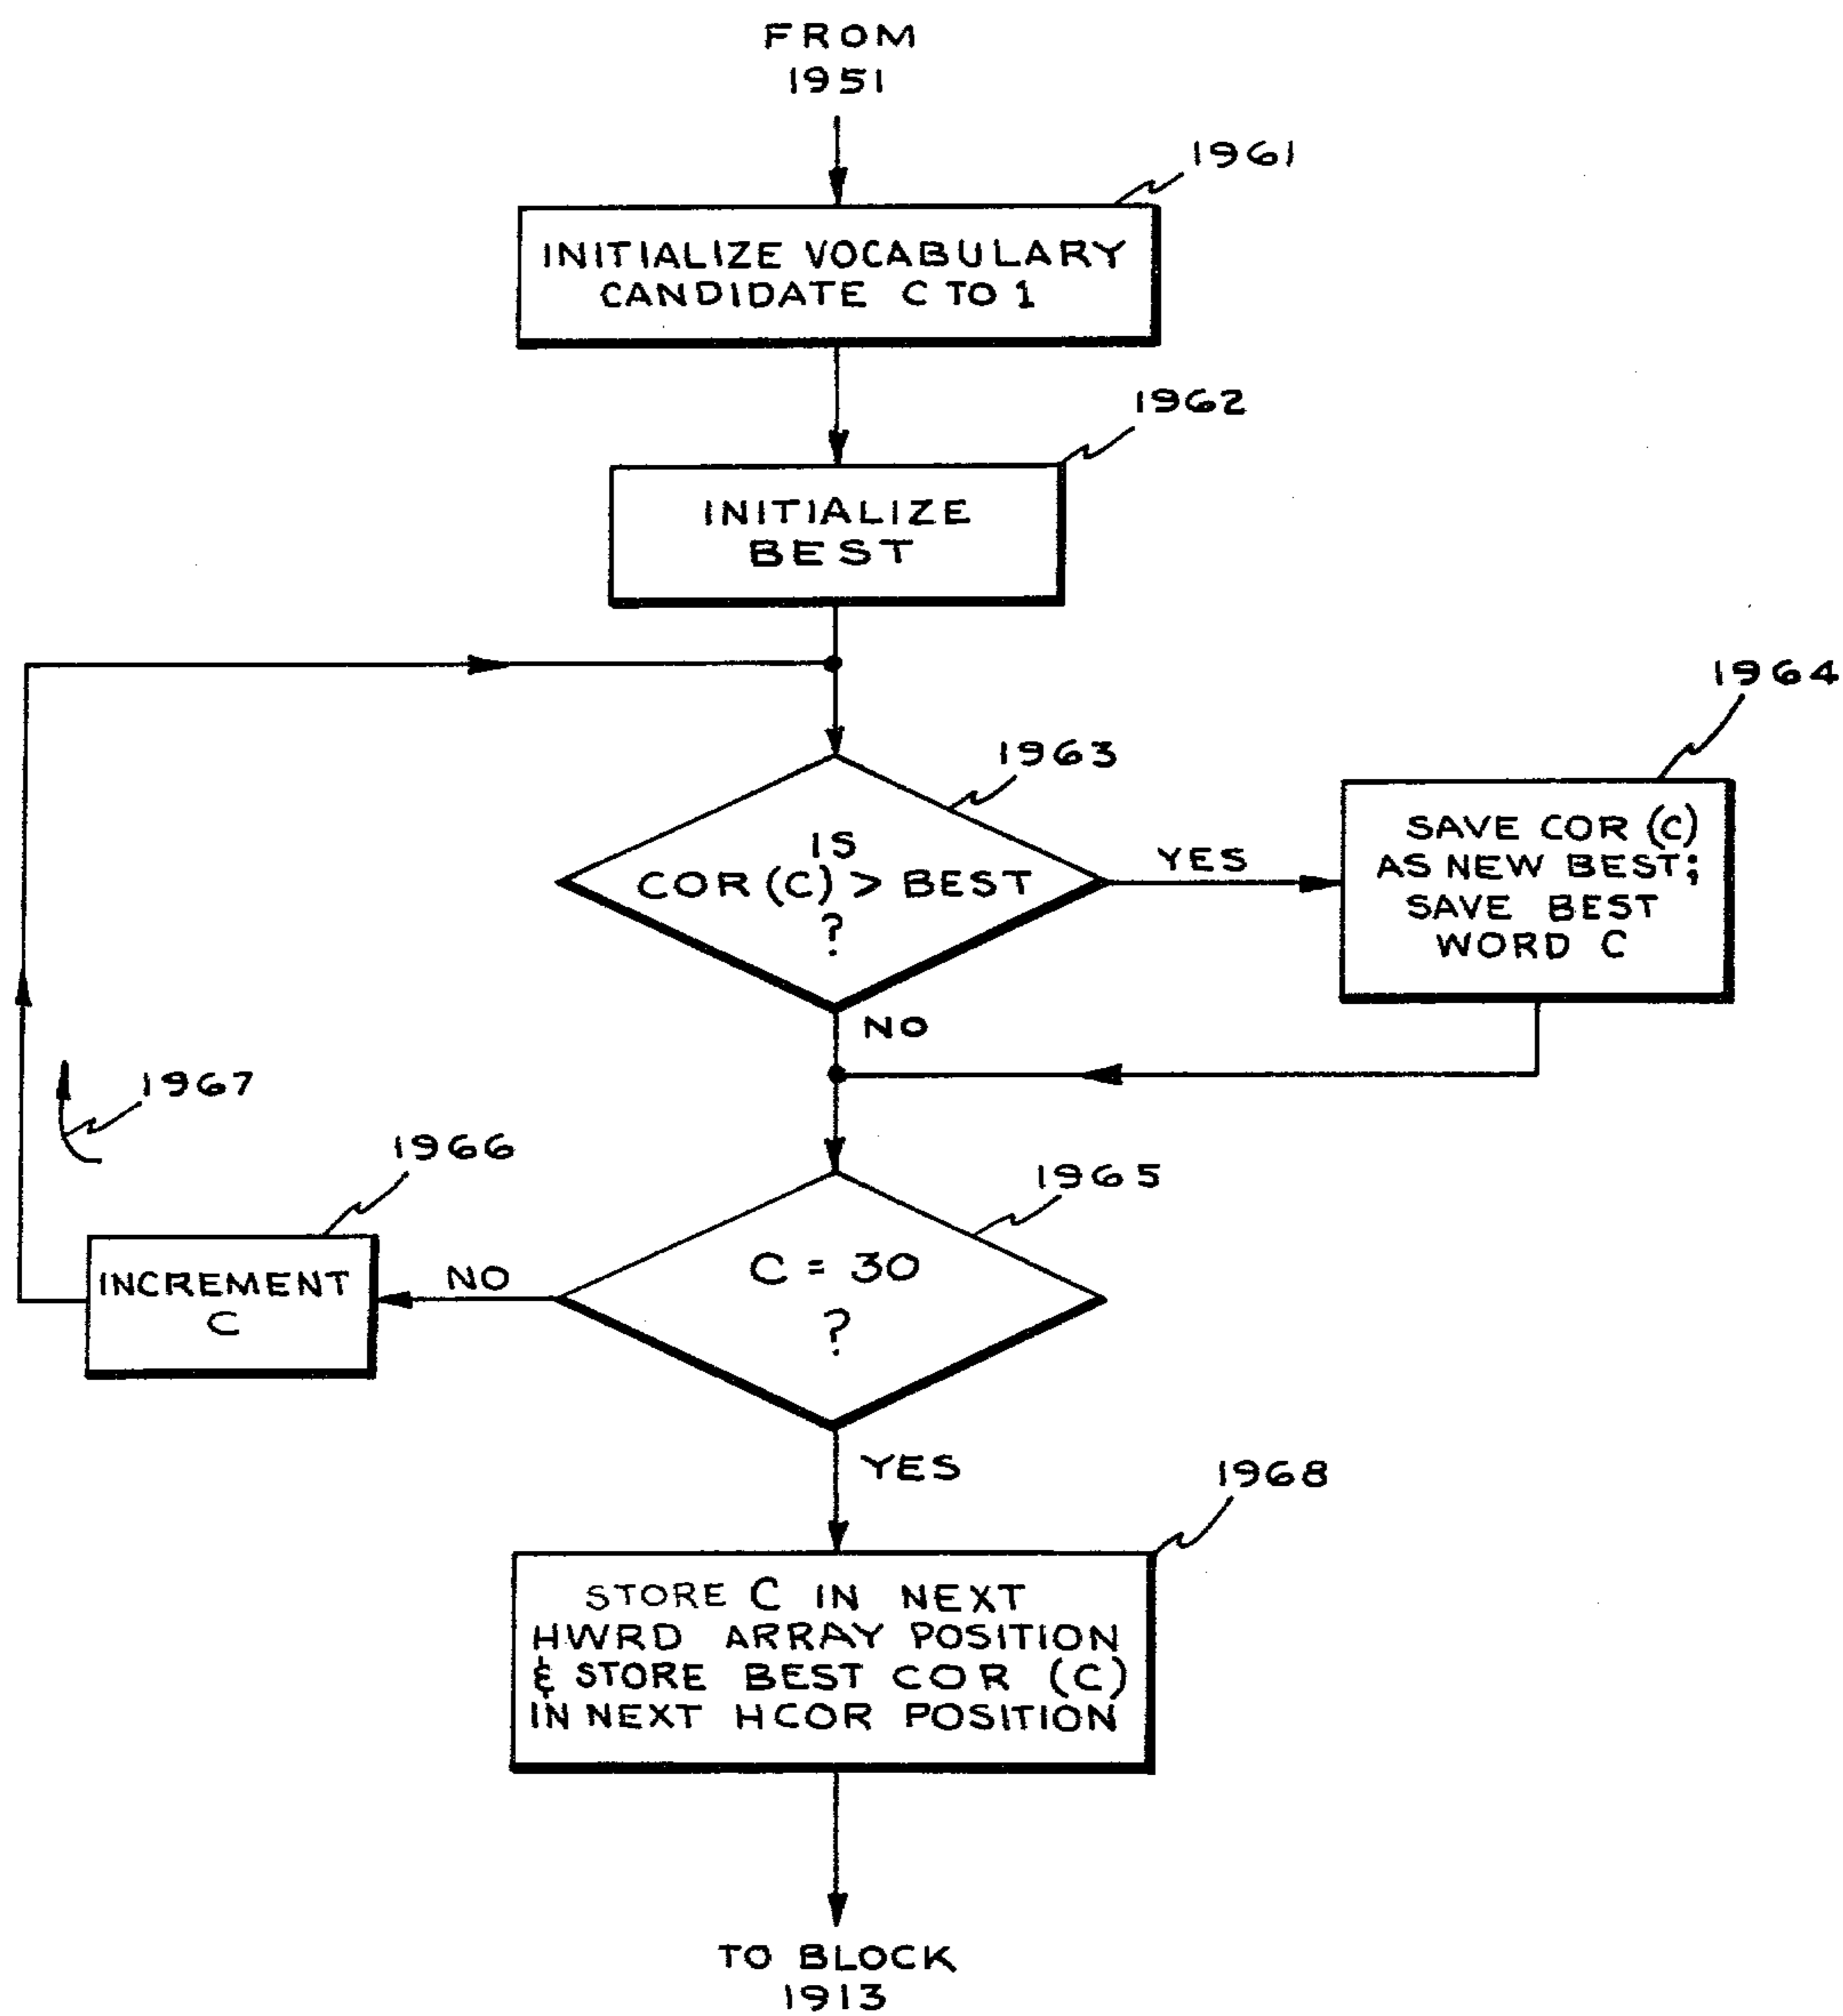 FROM
1951
1961
INITIALIZE VOCABULARY
CANDIDATE C TO 1
1962
INITIALIZE
BEST
1963
IS
COR (C) > BEST
?
YES
1964
SAVE COR (C)
AS NEW BEST;
SAVE BEST
WORD C
NO
1967
1966
INCREMENT
C
NO
1965
C = 30
?
YES
1968
STORE C IN NEXT
HWRD ARRAY POSITION
& STORE BEST COR (C)
IN NEXT HCOR POSITION
TO BLOCK
1913